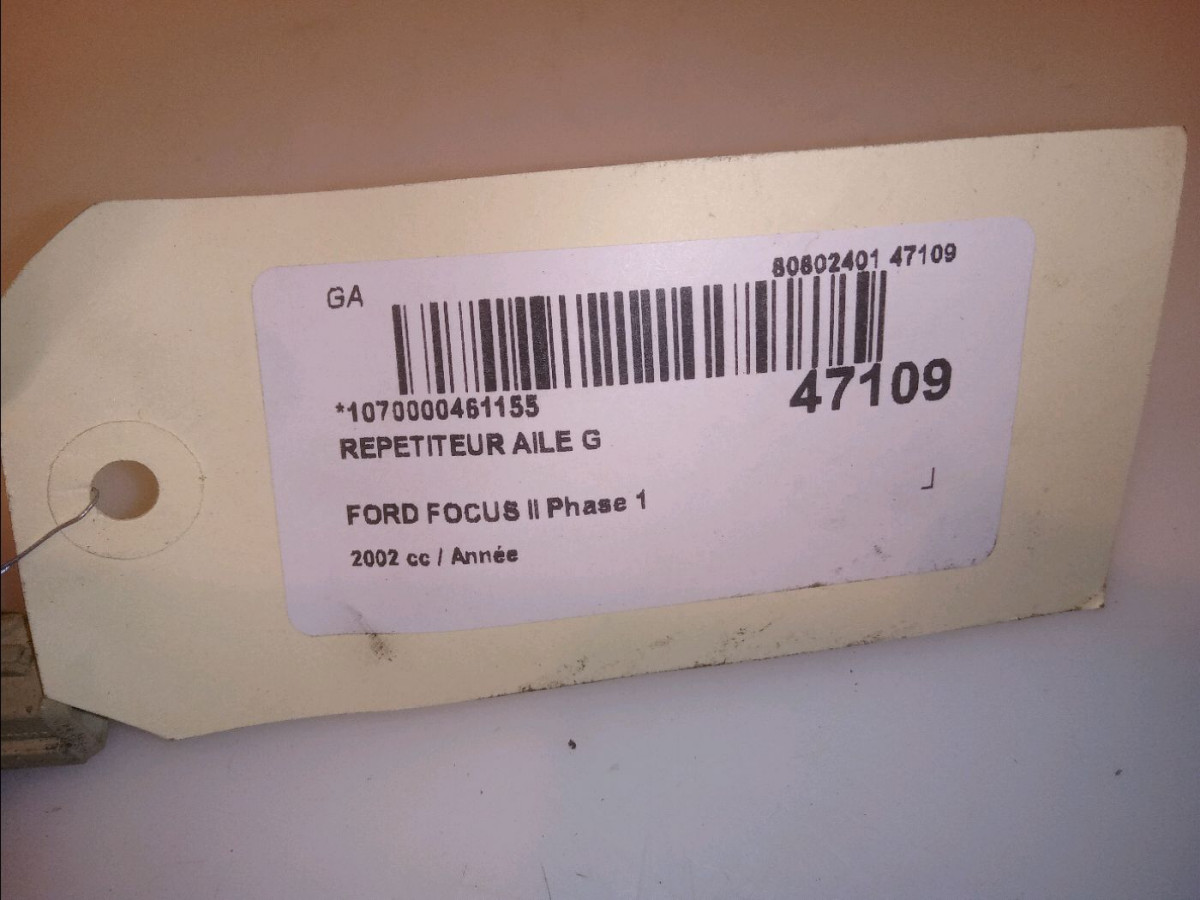 80802401 47109
GA
47109
*1070000461155
REPETITEUR AILE G
FORD FOCUS II Phase 1
2002 cc / Année